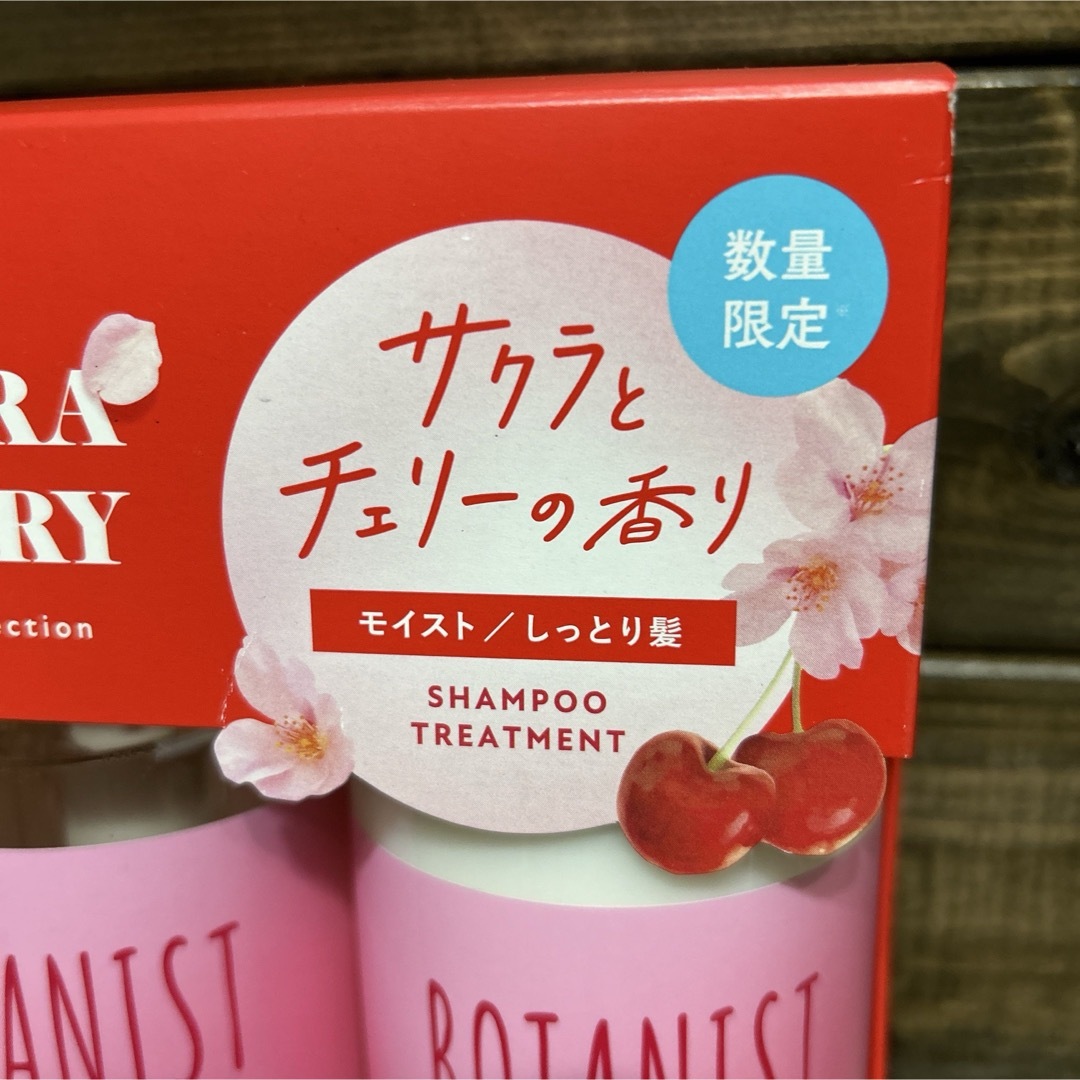 数量
限定※
サクラと
チェリーの香り
モイスト／しっとり髪
SHAMPOO
TREATMENT
RA
RY
ection
ANIST
BOTANIST